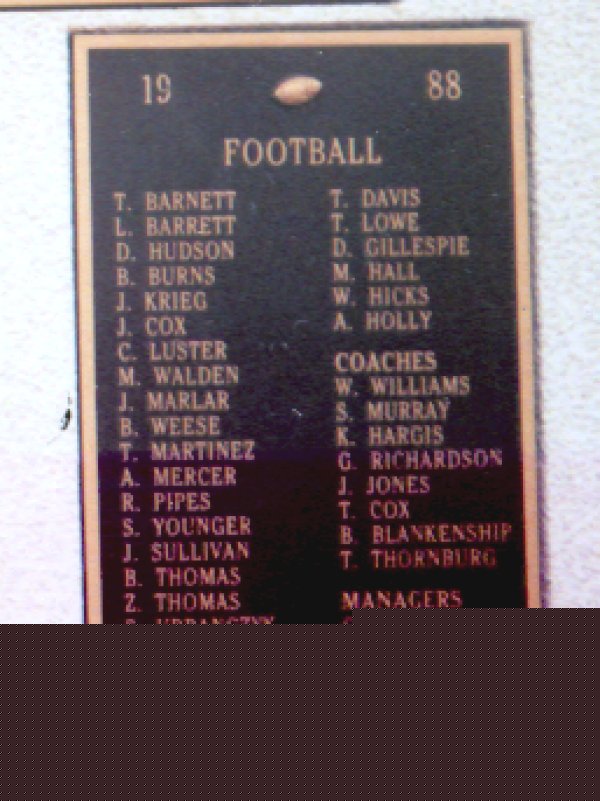 19 88
FOOTBALL
T. BARNETT
L. BARRETT
D. HUDSON
B. BURNS
J. KRIEG
J. COX
C. LUSTER
M. WALDEN
J. MARLAR
B. WEESE
T. MARTINEZ
A. MERCER
R. PIPES
S. YOUNGER
J. SULLIVAN
B. THOMAS
Z. THOMAS
T. DAVIS
T. LOWE
D. GILLESPIE
M. HALL
W. HICKS
A. HOLLY
COACHES
W. WILLIAMS
S. MURRAY
K. HARGIS
G. RICHARDSON
J. JONES
T. COX
B. BLANKENSHIP
T. THORNBURG
MANAGERS